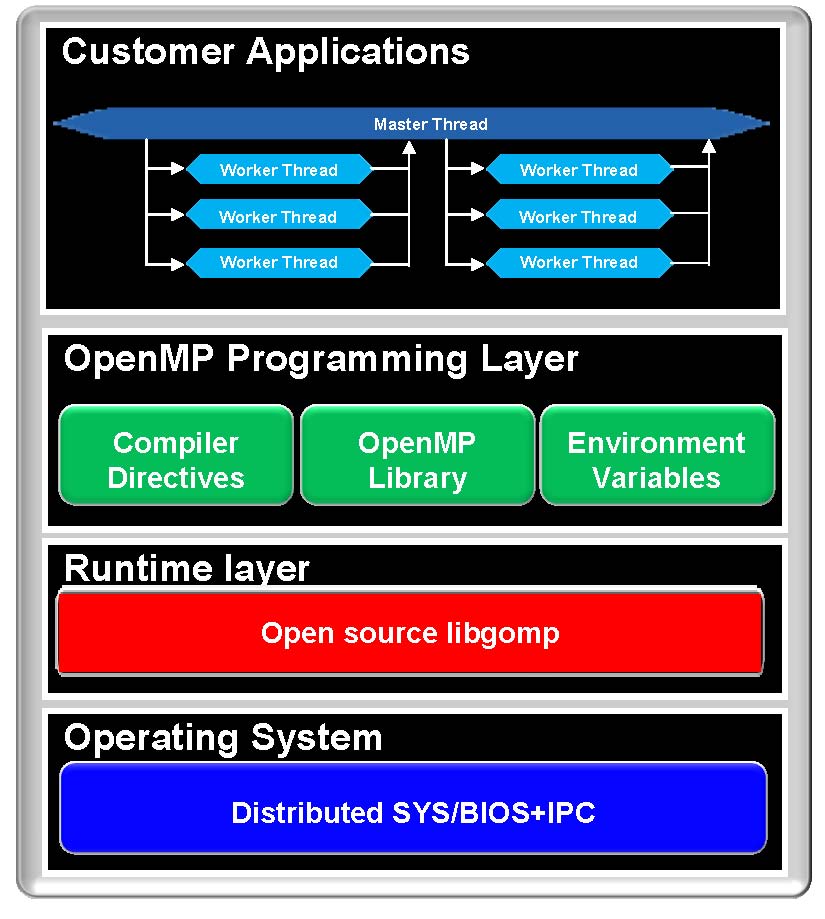 Customer Applications
Master Thread
Worker Thread
Worker Thread
Worker Thread
Worker Thread
Worker Thread
Worker Thread
OpenMP Programming Layer
Compiler
Directives
OpenMP
Library
Environment
Variables
Runtime layer
Open source libgomp
Operating System
Distributed SYS/BIOS+IPC